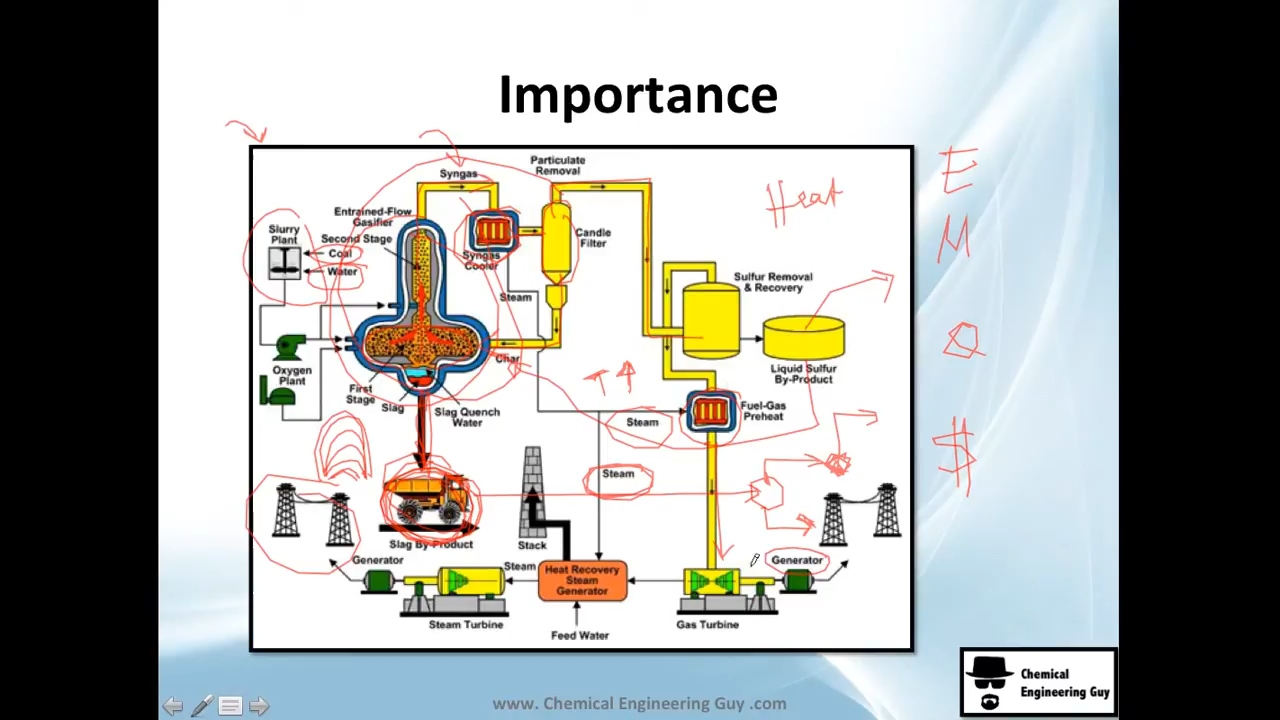 Importance
Particulate
Removal
Syngas
Heat
E
Entrained-Flow
Gasifier
Slurry
Plant
Second Stage
Candle
Filter
M
Coal
Water
Syngas
Cooler
Sulfur Removal
& Recovery
Steam
Char
Oxygen
Plant
First
Stage
Slag
Slag Quench
Water
T
Liquid Sulfur
By-Product
Fuel-Gas
Preheat
Steam
$
Steam
Slag By-Product
Stack
Generator
Steam
Heat Recovery
Steam
Generator
Generator
Steam Turbine
Feed Water
Gas Turbine
Chemical
Engineering Guy
www. Chemical Engineering Guy .com